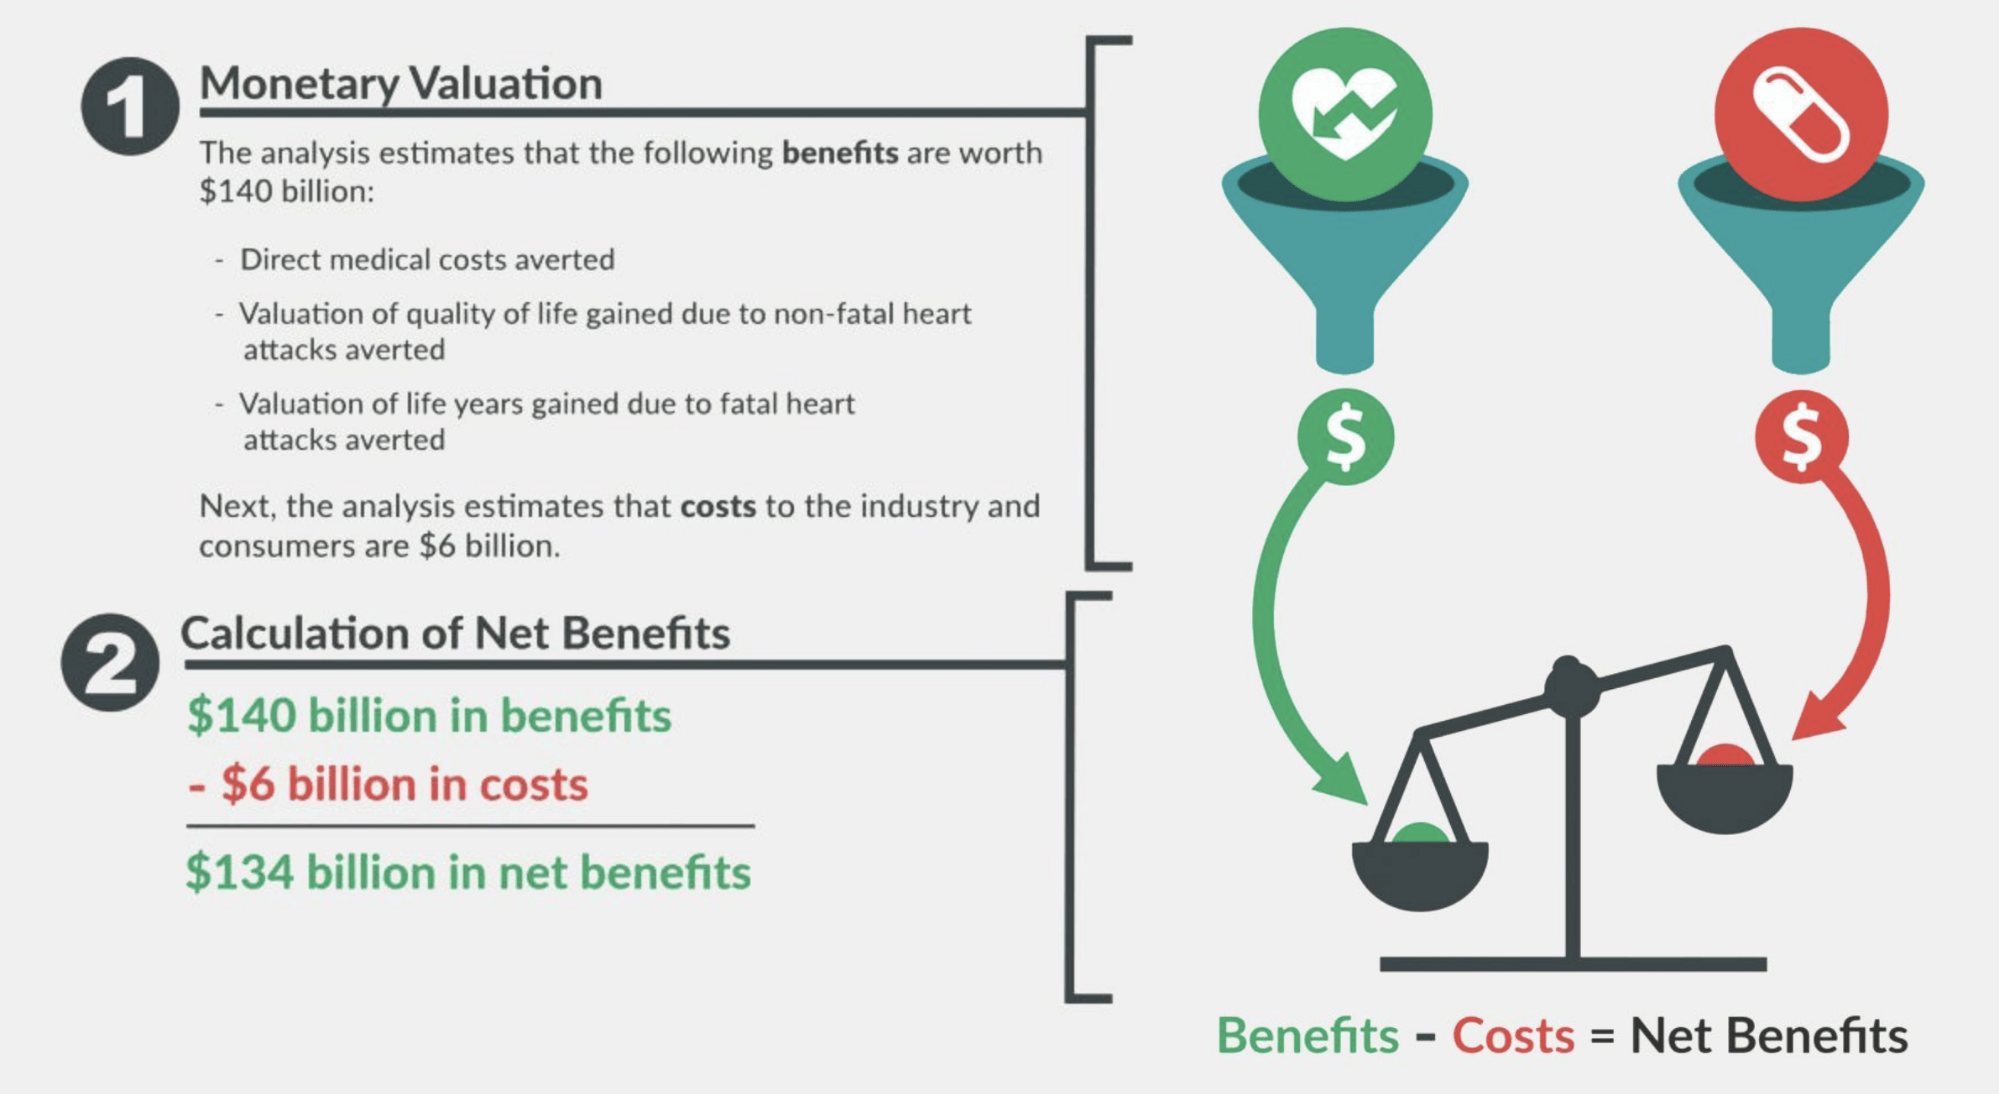 1
Monetary Valuation
The analysis estimates that the following benefits are worth
$140 billion:
- Direct medical costs averted
- Valuation of quality of life gained due to non-fatal heart
attacks averted
- Valuation of life years gained due to fatal heart
attacks averted
Next, the analysis estimates that costs to the industry and
consumers are $6 billion.
2
Calculation of Net Benefits
$140 billion in benefits
- $6 billion in costs
$134 billion in net benefits
$
$
Benefits - Costs = Net Benefits